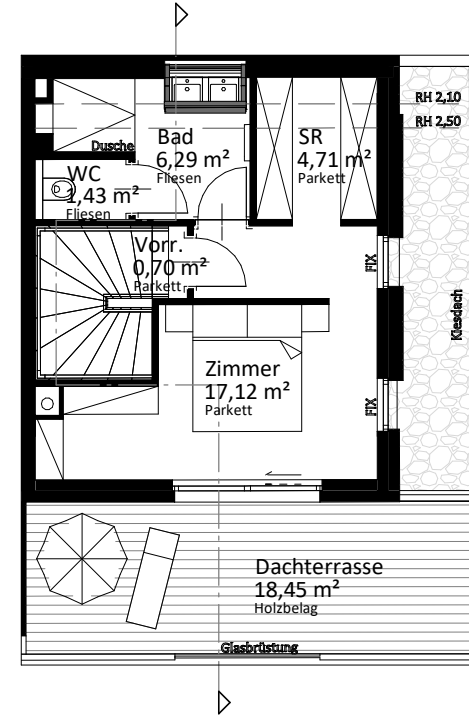 RH 2,10
RH 2,50
Dusche
Bad
6,29 m²
Fliesen
SR
4,71 m²
Parkett
WC
1,43 m²
Fliesen
Vorr.
0,70 m²
Parkett
FIX
Kiesdach
Zimmer
17,12 m²
Parkett
FIX
Dachterrasse
18,45 m²
Holzbelag
Glasbrüstung